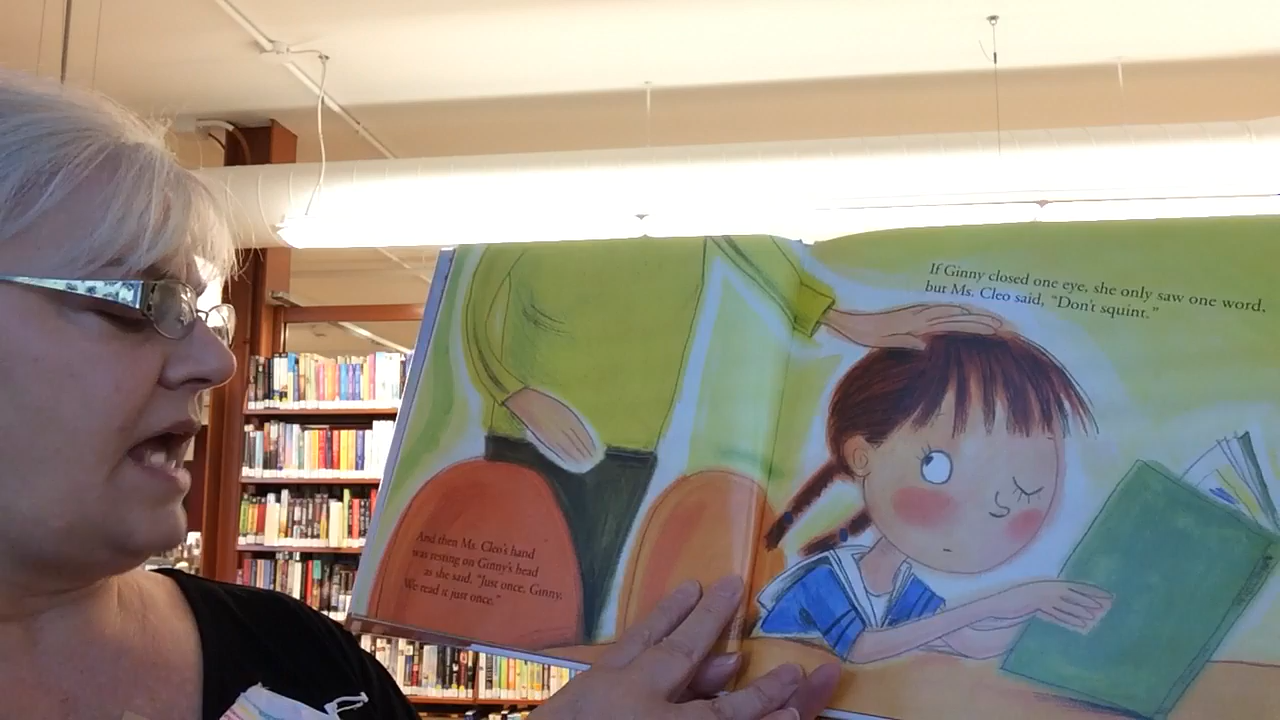 And then Ms. Cleo's hand
was resting on Ginny's head
as she said, "Just once, Ginny.
We read it just once."
If Ginny closed one eye, she only saw one word,
but Ms. Cleo said, "Don't squint."